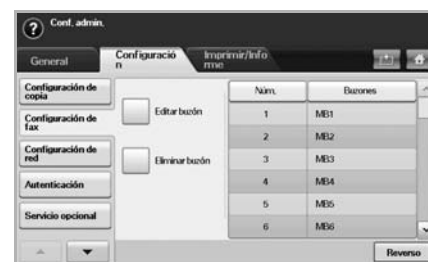 Conf. admin.
General
Configuració
n
Imprimir/Info
rme
Configuración de
copia
Configuración de
fax
Configuración de
red
Autenticación
Servicio opcional
Editar buzón
Eliminar buzón
Núm. Buzones
1 MB1
2 MB2
3 MB3
4 MB4
5 MB5
6 MB6
Reverso